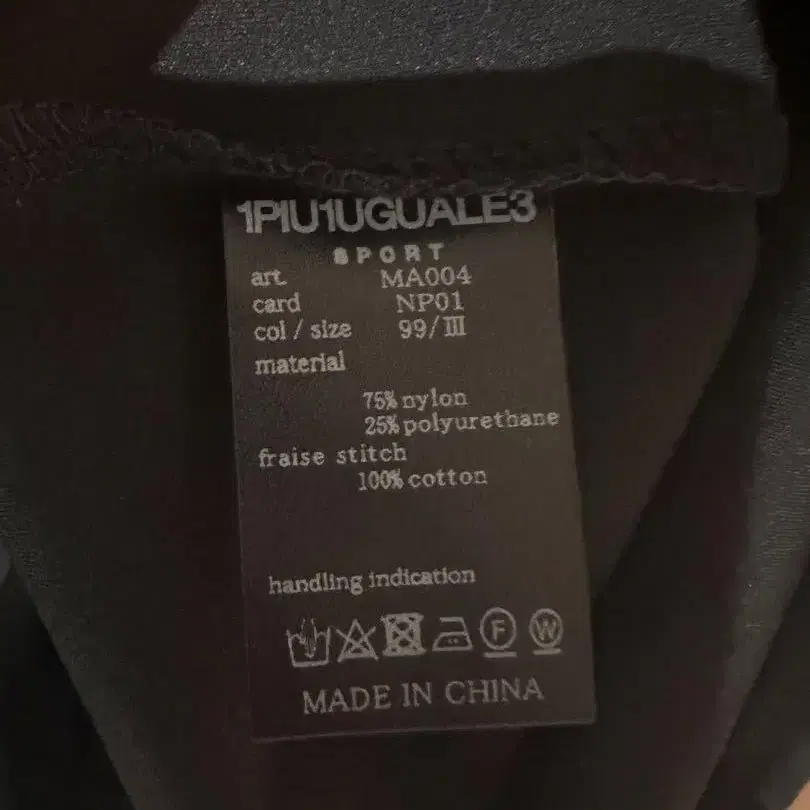 1PIU1UGUALE3
SPORT
art. MA004
card NP01
col / size 99/Ⅲ
material
75% nylon
25% polyurethane
fraise stitch
100% cotton
handling indication
F W
MADE IN CHINA